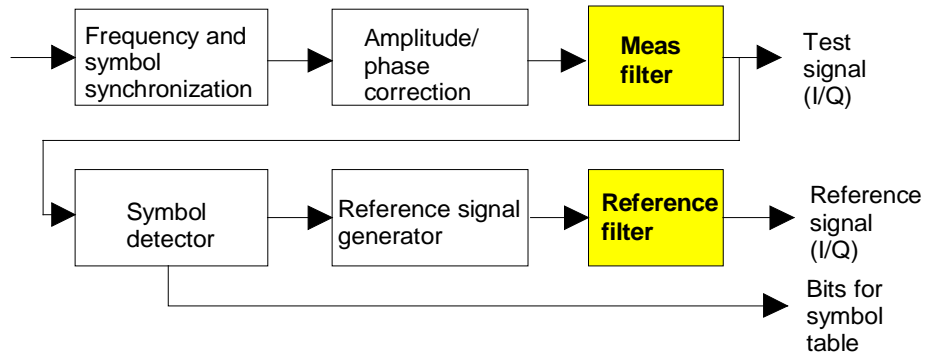 Frequency and
symbol
synchronization
Amplitude/
phase
correction
Meas
filter
Test
signal
(I/Q)
Symbol
detector
Reference signal
generator
Reference
filter
Reference
signal
(I/Q)
Bits for
symbol
table